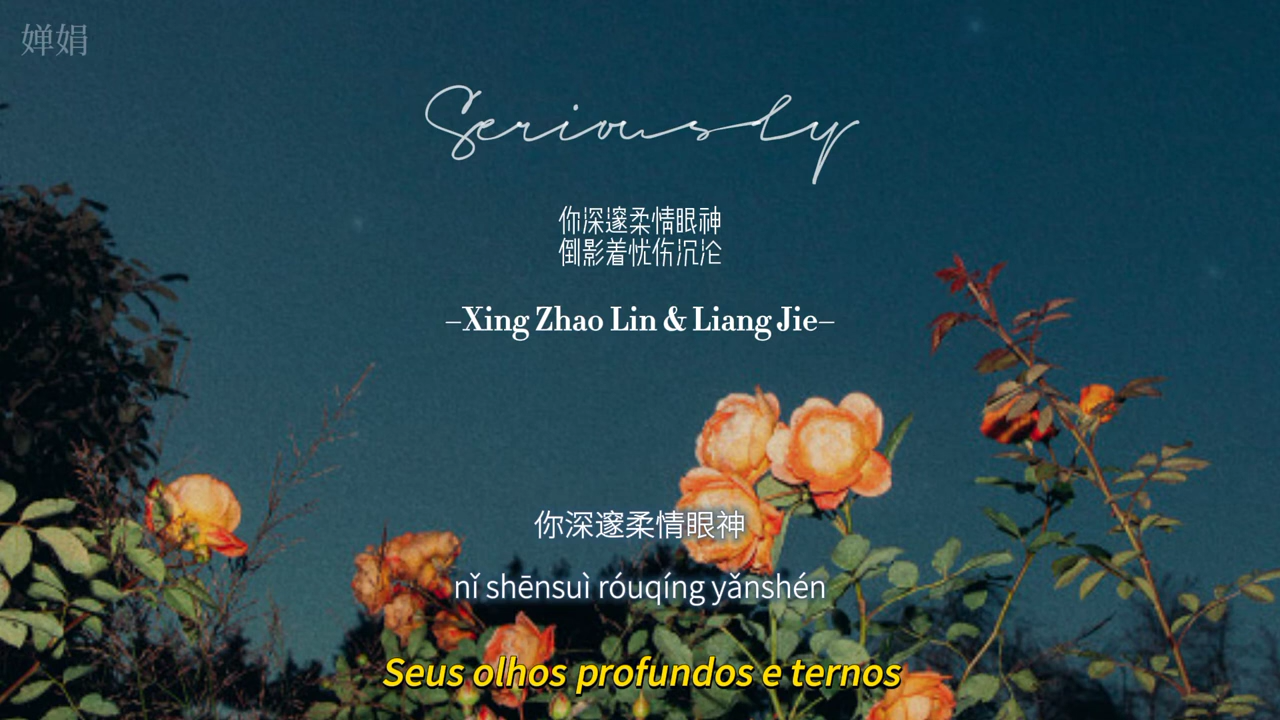 婵娟
Seriously
你深邃柔情眼神
倒影着忧伤沉沦
–Xing Zhao Lin & Liang Jie–
你深邃柔情眼神
nǐ shēnsuì róuqíng yǎnshén
Seus olhos profundos e ternos